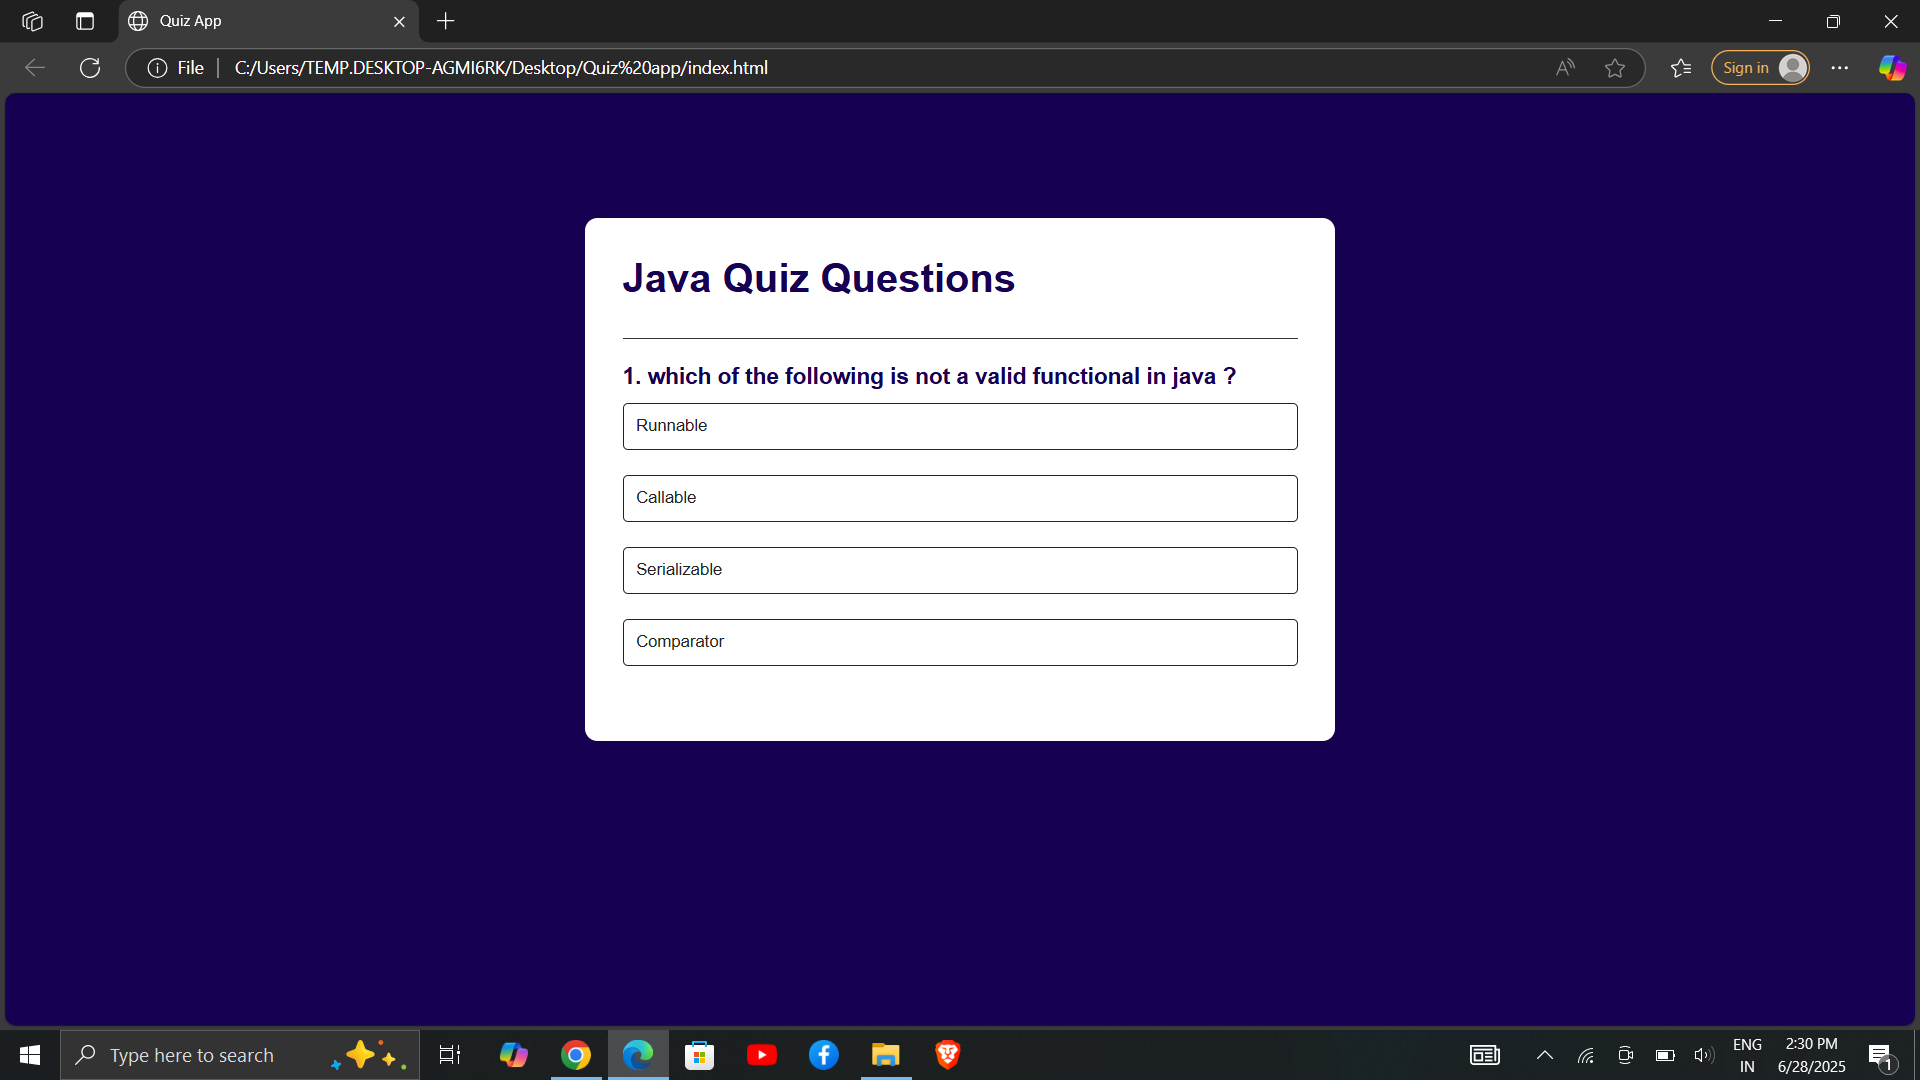 Quiz App
File
C:/Users/TEMP.DESKTOP-AGMI6RK/Desktop/Quiz%20app/index.html
Sign in
Java Quiz Questions
1. which of the following is not a valid functional in java ?
Runnable
Callable
Serializable
Comparator
Type here to search
ENG
IN
2:30 PM
6/28/2025
1